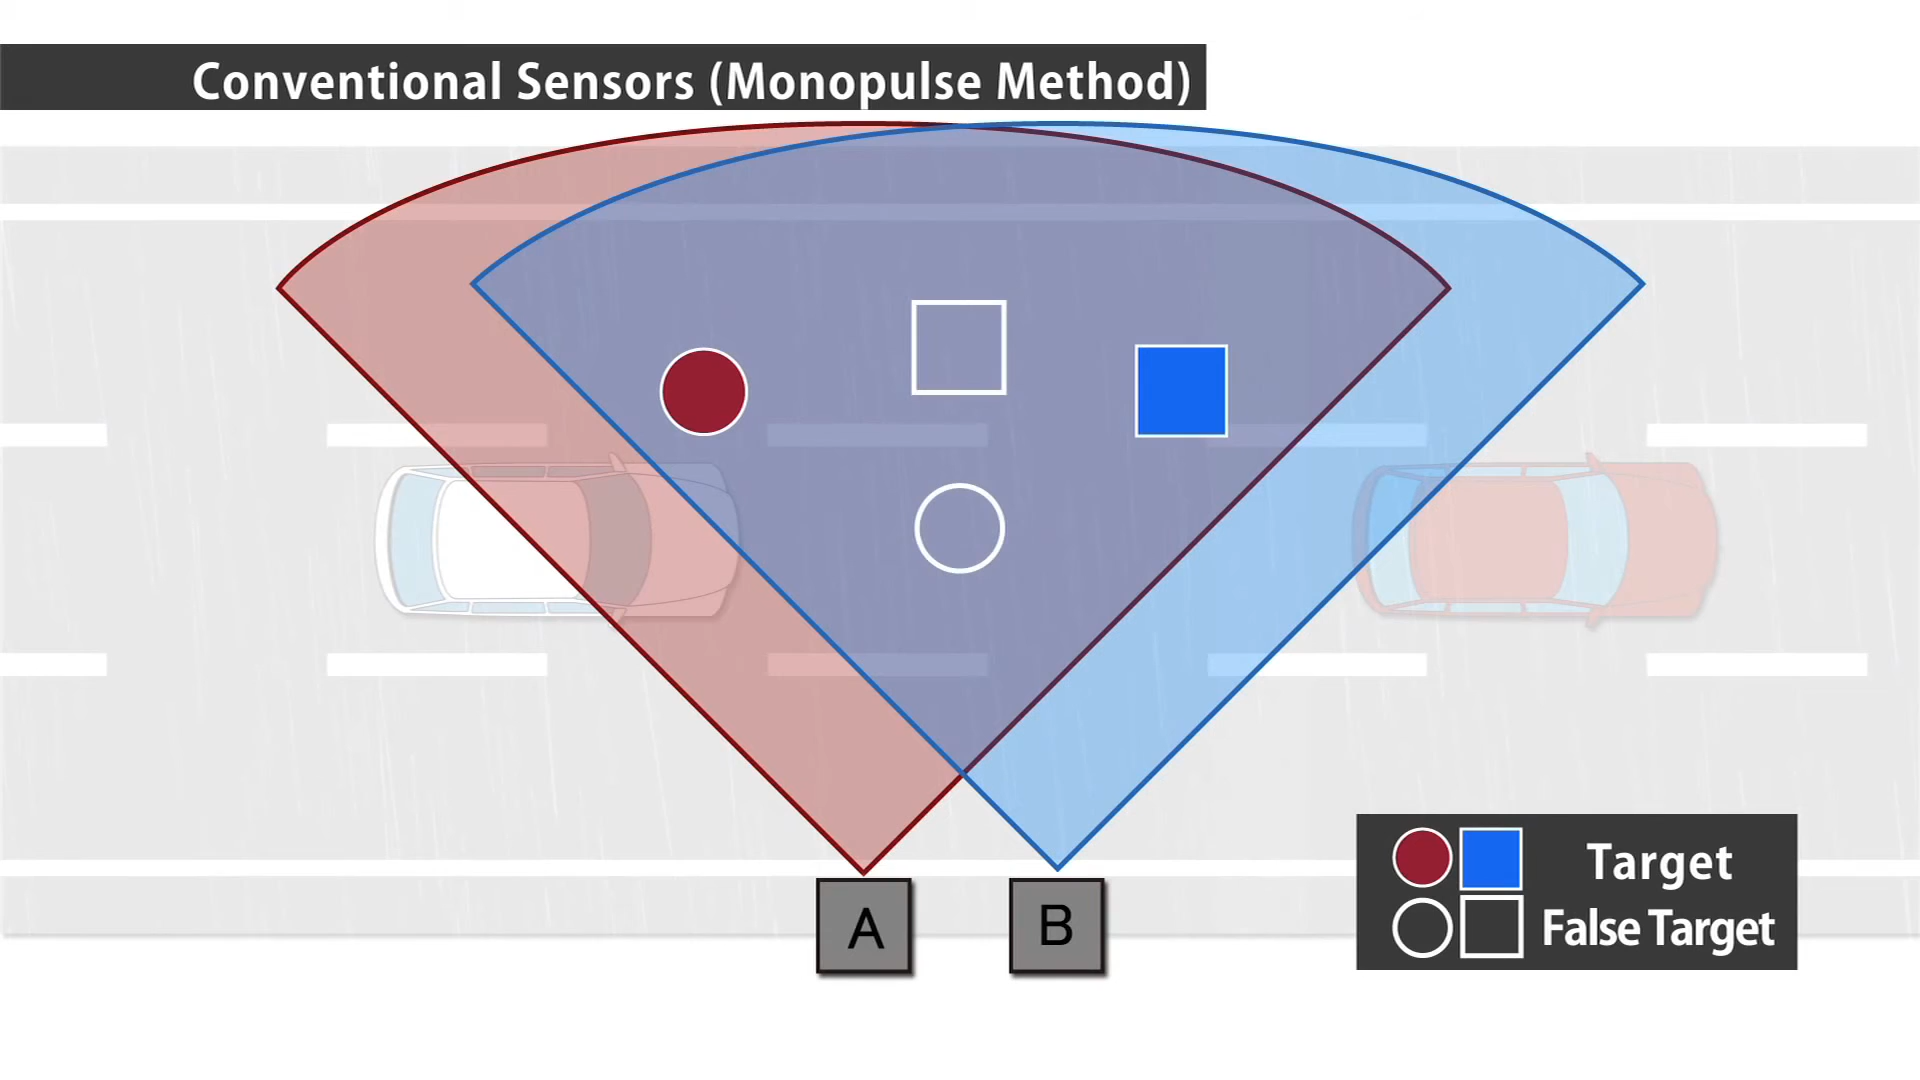 Conventional Sensors (Monopulse Method)
A
B
Target
False Target